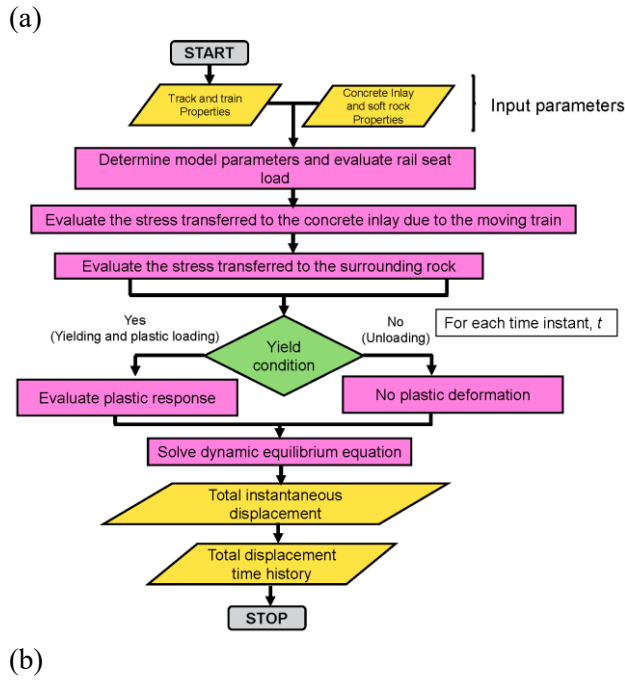 (a)
START
Track and train
Properties
Concrete Inlay
and soft rock
Properties
Input parameters
Determine model parameters and evaluate rail seat
load
Evaluate the stress transferred to the concrete inlay due to the moving train
Evaluate the stress transferred to the surrounding rock
Yes
(Yielding and plastic loading)
No
(Unloading)
For each time instant, t
Yield
condition
Evaluate plastic response
No plastic deformation
Solve dynamic equilibrium equation
Total instantaneous
displacement
Total displacement
time history
STOP
(b)